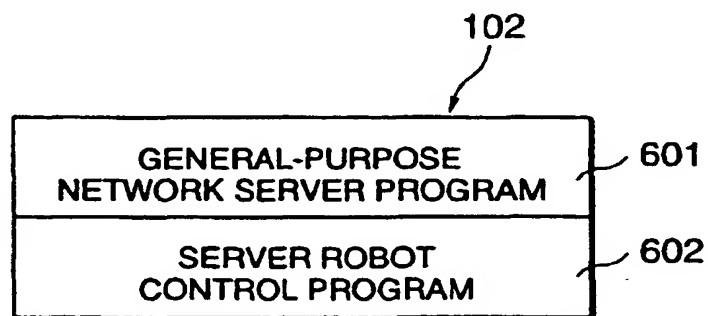 102
GENERAL-PURPOSE
NETWORK SERVER PROGRAM
601
SERVER ROBOT
CONTROL PROGRAM
602